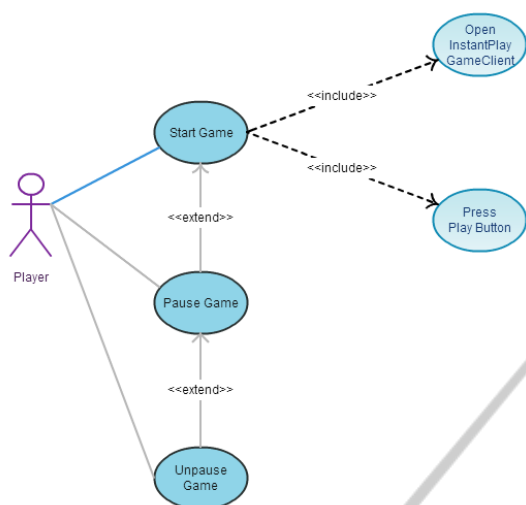 Open
InstantPlay
GameClient
<<include>>
Start Game
<<include>>
Press
Play Button
<<extend>>
Player
Pause Game
<<extend>>
Unpause
Game